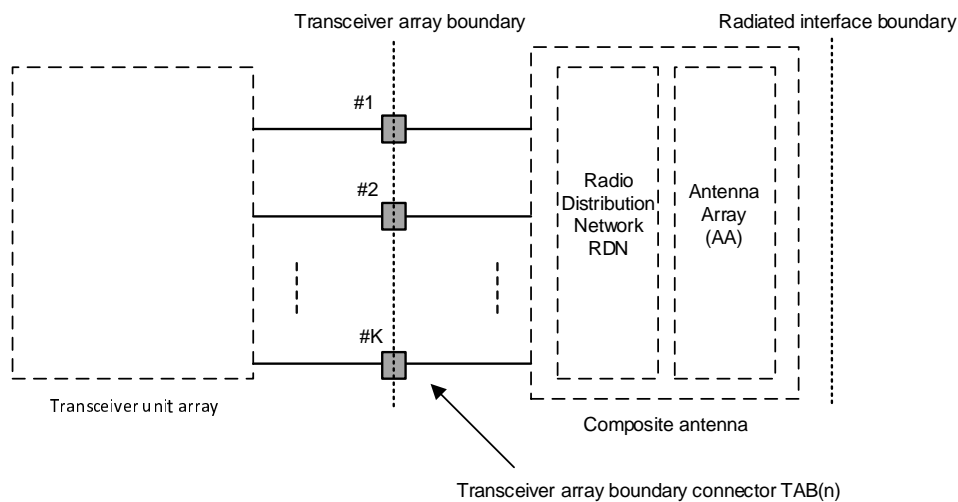 Transceiver array boundary
Radiated interface boundary
#1
#2
#K
Radio
Distribution
Network
RDN
Antenna
Array
(AA)
Transceiver unit array
Composite antenna
Transceiver array boundary connector TAB(n)